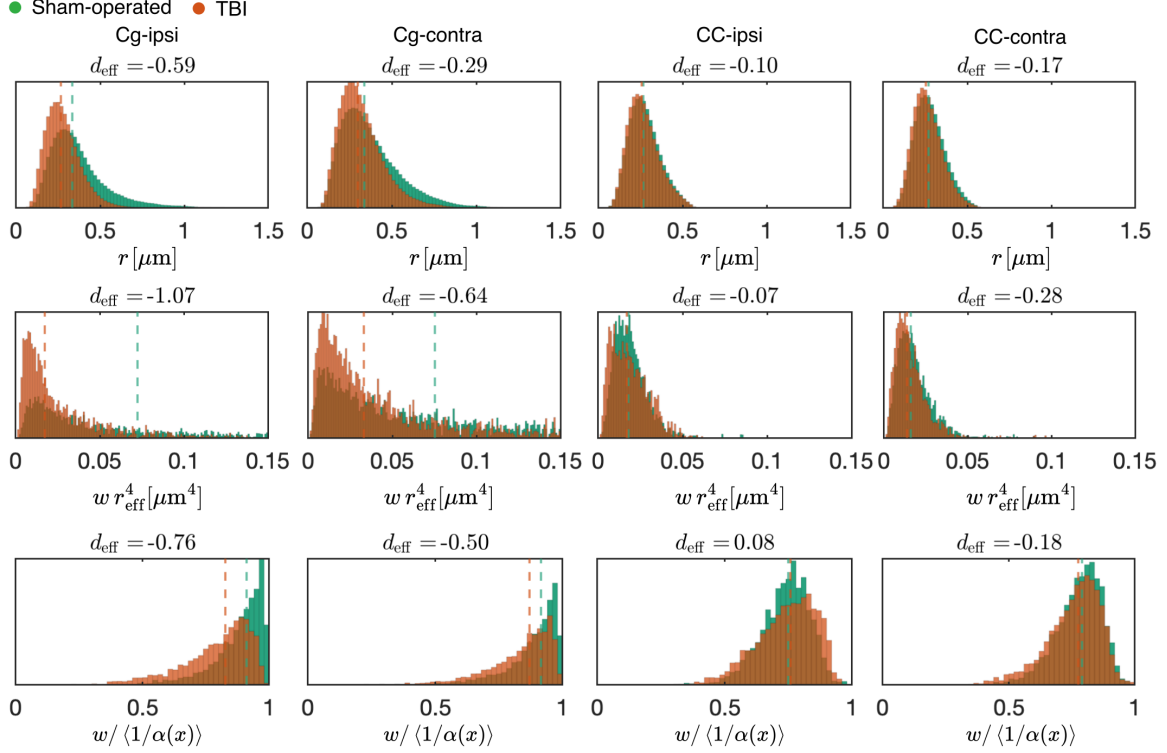 Sham-operated TBI
Cg-ipsi Cg-contra CC-ipsi CC-contra
d_eff = -0.59 d_eff = -0.29 d_eff = -0.10 d_eff = -0.17
0 0.5 1 1.5 0 0.5 1 1.5 0 0.5 1 1.5 0 0.5 1 1.5
r [μm] r [μm] r [μm] r [μm]
d_eff = -1.07 d_eff = -0.64 d_eff = -0.07 d_eff = -0.28
0 0.05 0.1 0.15 0 0.05 0.1 0.15 0 0.05 0.1 0.15 0 0.05 0.1 0.15
w r_eff^4 [μm^4] w r_eff^4 [μm^4] w r_eff^4 [μm^4] w r_eff^4 [μm^4]
d_eff = -0.76 d_eff = -0.50 d_eff = 0.08 d_eff = -0.18
0 0.5 1 0 0.5 1 0 0.5 1 0 0.5 1
w/ ⟨1/α(x)⟩ w/ ⟨1/α(x)⟩ w/ ⟨1/α(x)⟩ w/ ⟨1/α(x)⟩